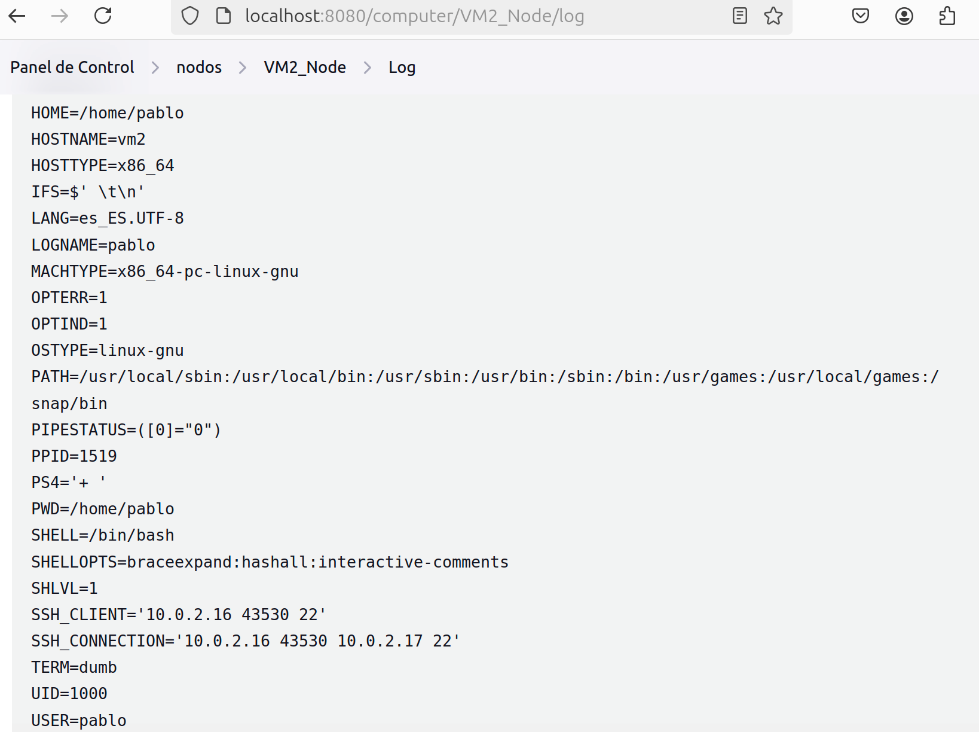 localhost:8080/computer/VM2_Node/log
Panel de Control > nodos > VM2_Node > Log
HOME=/home/pablo
HOSTNAME=vm2
HOSTTYPE=x86_64
IFS=$' \t\n'
LANG=es_ES.UTF-8
LOGNAME=pablo
MACHTYPE=x86_64-pc-linux-gnu
OPTERR=1
OPTIND=1
OSTYPE=linux-gnu
PATH=/usr/local/sbin:/usr/local/bin:/usr/sbin:/usr/bin:/sbin:/bin:/usr/games:/usr/local/games:/
snap/bin
PIPESTATUS=([0]="0")
PPID=1519
PS4='+ '
PWD=/home/pablo
SHELL=/bin/bash
SHELLOPTS=braceexpand:hashall:interactive-comments
SHLVL=1
SSH_CLIENT='10.0.2.16 43530 22'
SSH_CONNECTION='10.0.2.16 43530 10.0.2.17 22'
TERM=dumb
UID=1000
USER=pablo